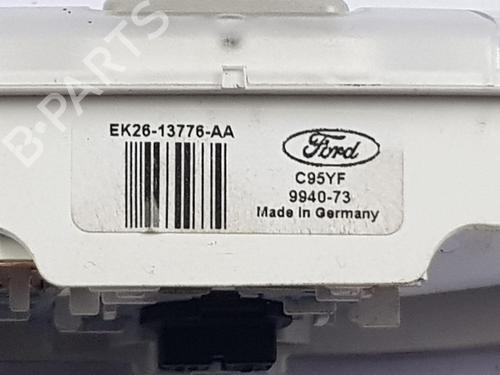 B-PARTS
EK26-13776-AA
Ford
C95YF
9940-73
Made In Germany